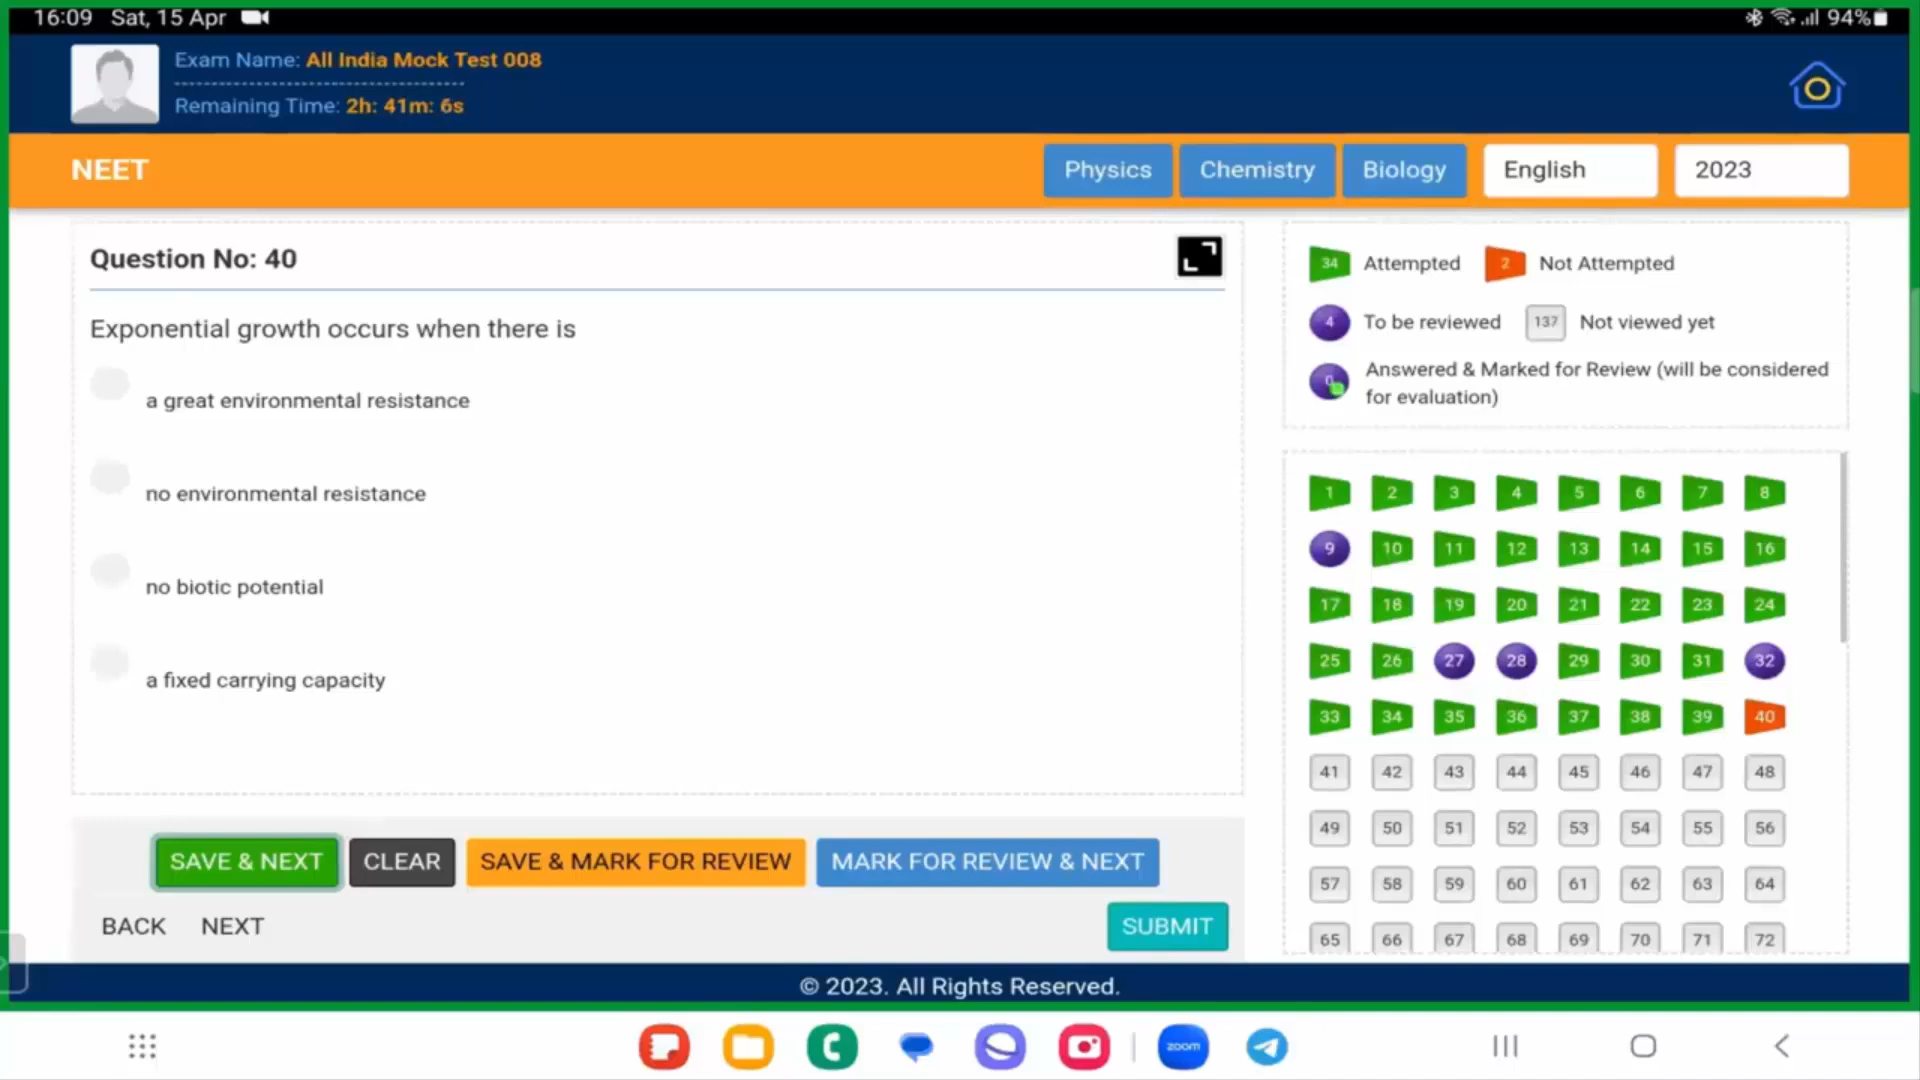 16:09 Sat, 15 Apr 94%
Exam Name: All India Mock Test 008
Remaining Time: 2h: 41m: 6s
NEET Physics Chemistry Biology English 2023
Question No: 40
Exponential growth occurs when there is
a great environmental resistance
no environmental resistance
no biotic potential
a fixed carrying capacity
SAVE & NEXT CLEAR SAVE & MARK FOR REVIEW MARK FOR REVIEW & NEXT
BACK NEXT SUBMIT
34 Attempted 2 Not Attempted
4 To be reviewed 137 Not viewed yet
0 Answered & Marked for Review (will be considered
for evaluation)
1 2 3 4 5 6 7 8
9 10 11 12 13 14 15 16
17 18 19 20 21 22 23 24
25 26 27 28 29 30 31 32
33 34 35 36 37 38 39 40
41 42 43 44 45 46 47 48
49 50 51 52 53 54 55 56
57 58 59 60 61 62 63 64
65 66 67 68 69 70 71 72
© 2023. All Rights Reserved.
zoom